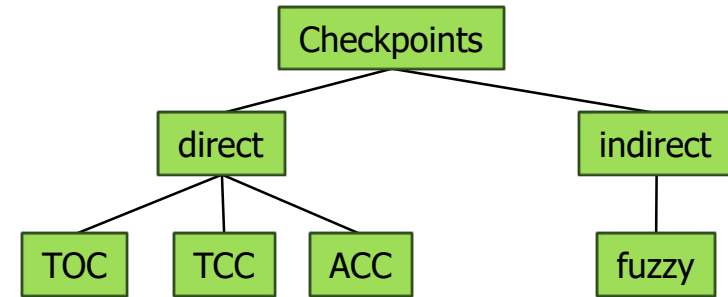 Checkpoints
direct
indirect
TOC
TCC
ACC
fuzzy